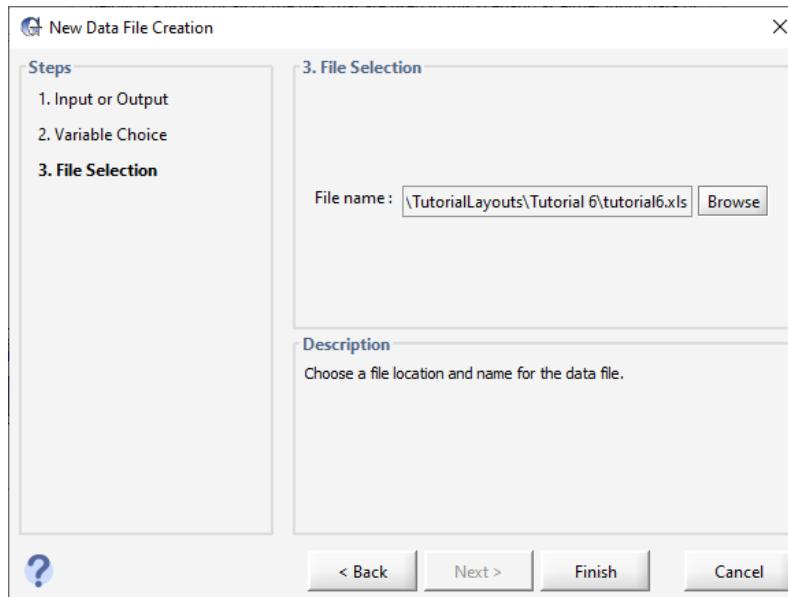 New Data File Creation
Steps
1. Input or Output
2. Variable Choice
3. File Selection
3. File Selection
File name : \TutorialLayouts\Tutorial 6\tutorial6.xls Browse
Description
Choose a file location and name for the data file.
? < Back Next > Finish Cancel